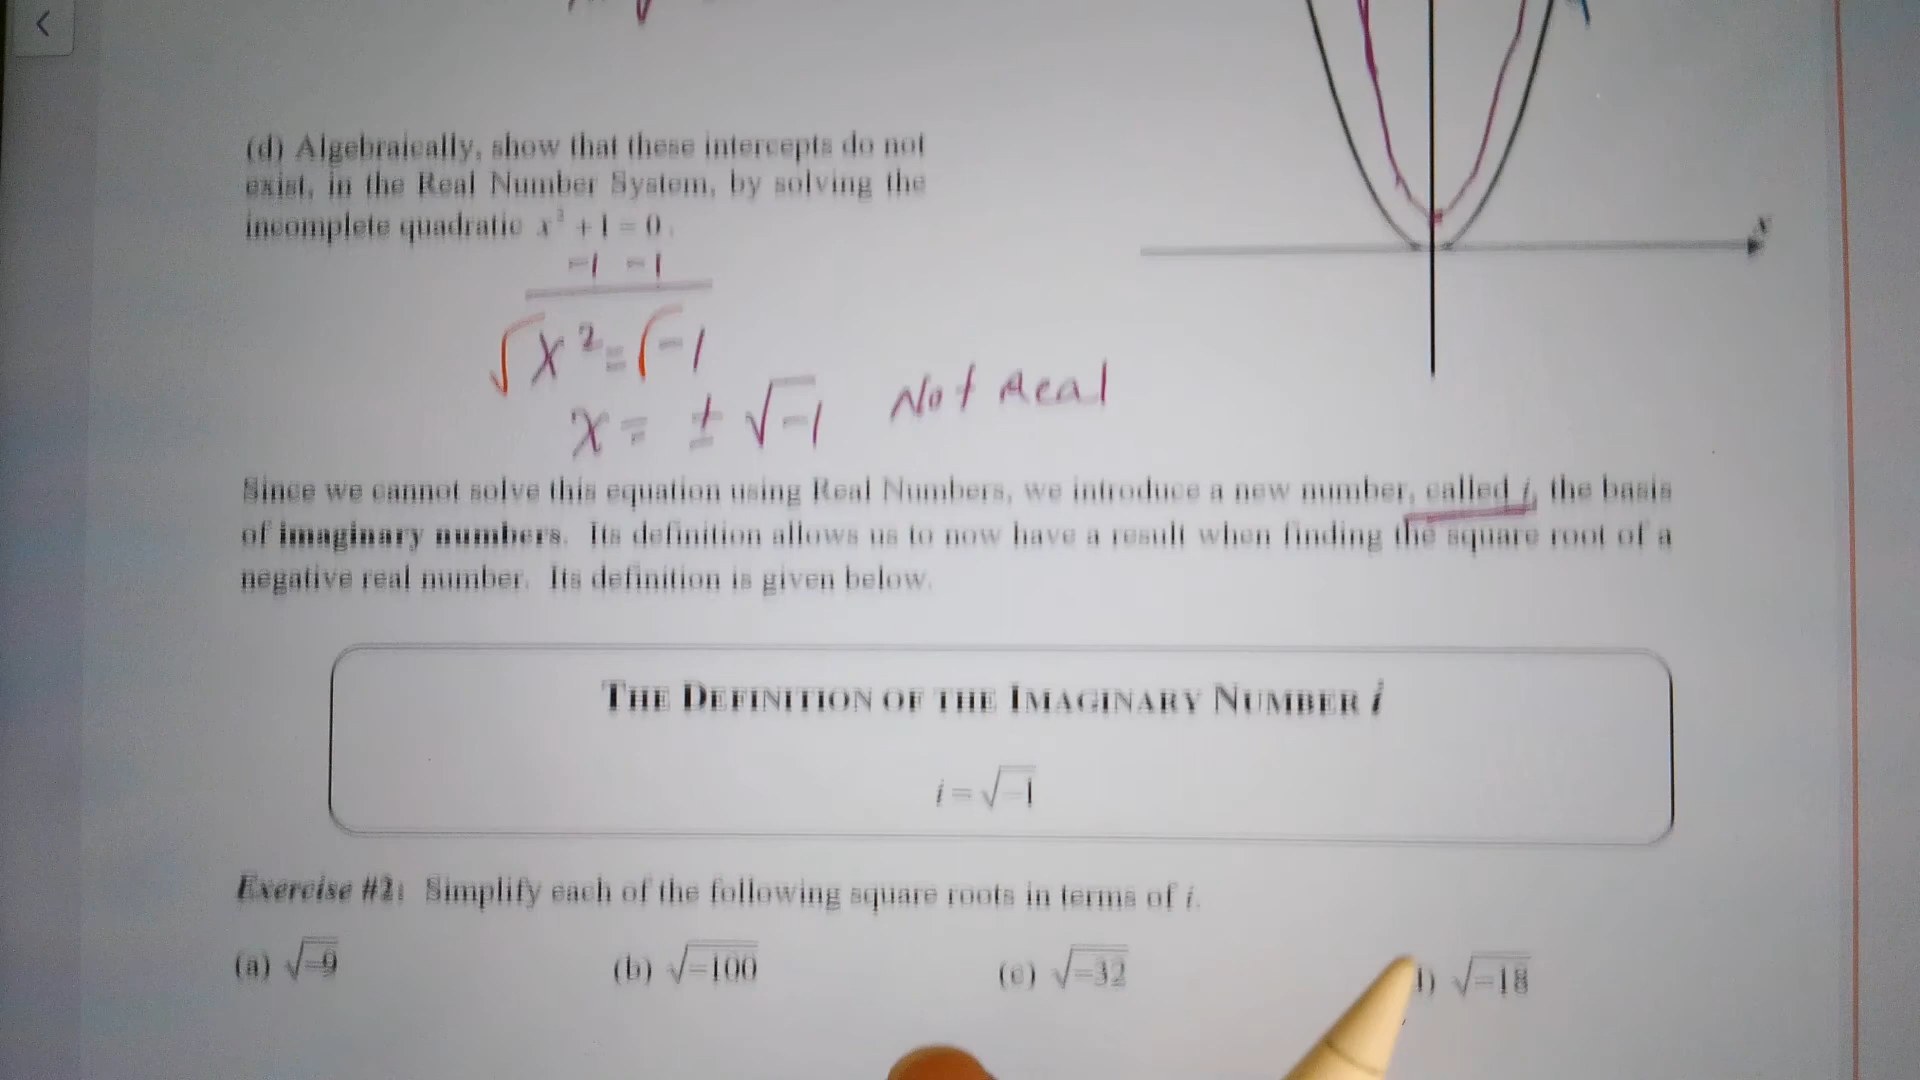 (d) Algebraically, show that these intercepts do not
exist, in the Real Number System, by solving the
incomplete quadratic x² + 1 = 0.
-1 -1
√x² = √-1
x = ± √-1 Not Real
x
Since we cannot solve this equation using Real Numbers, we introduce a new number, called i, the basis
of imaginary numbers. Its definition allows us to now have a result when finding the square root of a
negative real number. Its definition is given below.
THE DEFINITION OF THE IMAGINARY NUMBER i
i = √-1
Exercise #2: Simplify each of the following square roots in terms of i.
(a) √-9 (b) √-100 (c) √-32 ) √-18